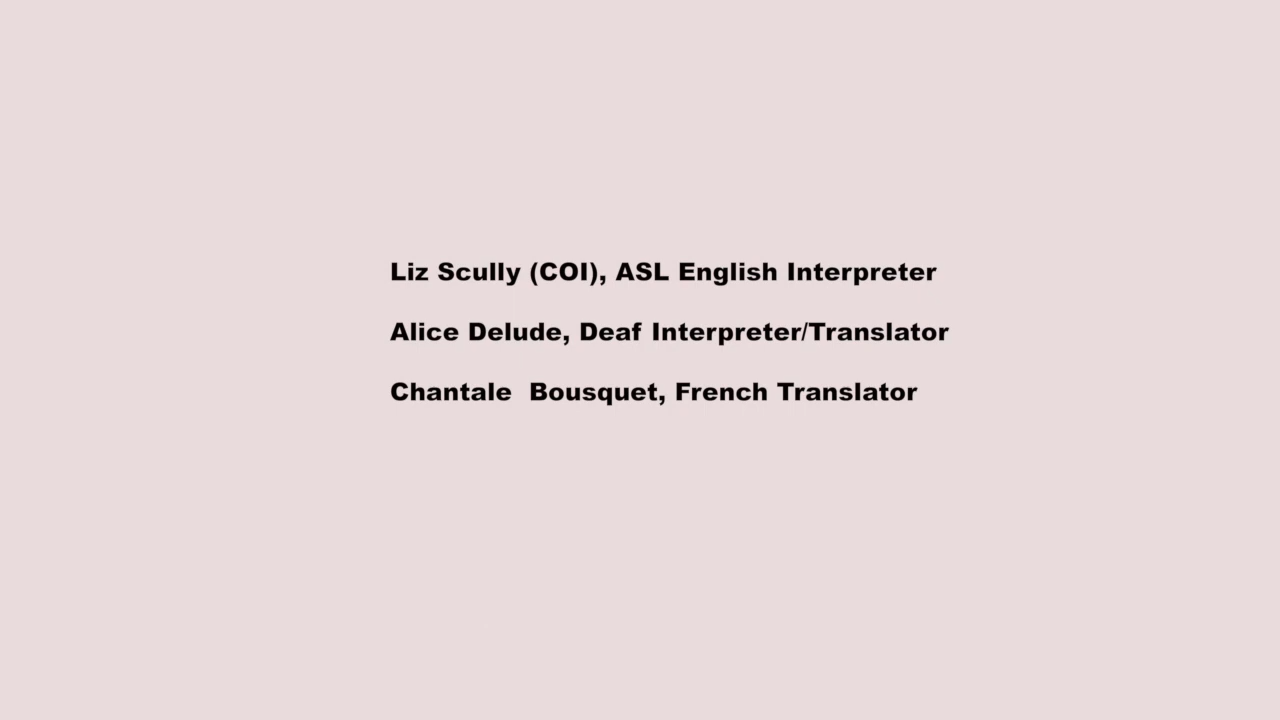 Liz Scully (COI), ASL English Interpreter
Alice Delude, Deaf Interpreter/Translator
Chantale  Bousquet, French Translator